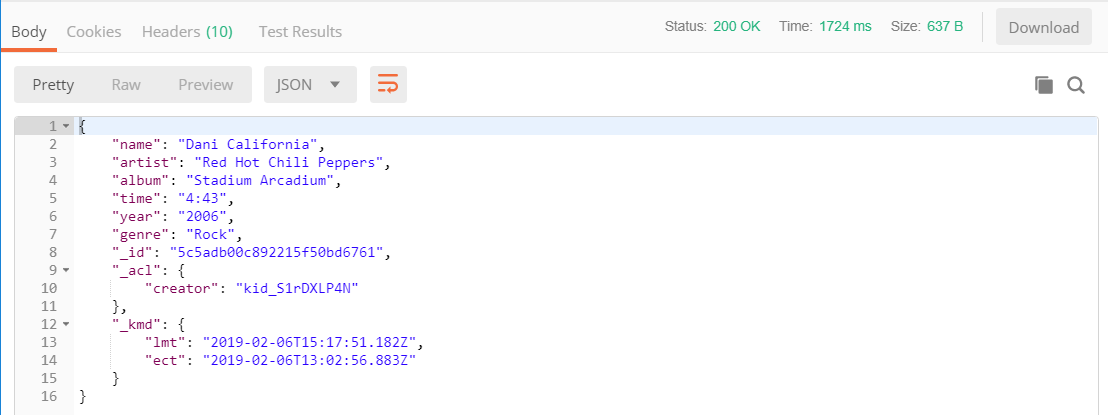 Body Cookies Headers (10) Test Results Status: 200 OK Time: 1724 ms Size: 637 B Download
Pretty Raw Preview JSON
1 {
2 "name": "Dani California",
3 "artist": "Red Hot Chili Peppers",
4 "album": "Stadium Arcadium",
5 "time": "4:43",
6 "year": "2006",
7 "genre": "Rock",
8 "_id": "5c5adb00c892215f50bd6761",
9 "_acl": {
10 "creator": "kid_S1rDXLP4N"
11 },
12 "_kmd": {
13 "lmt": "2019-02-06T15:17:51.182Z",
14 "ect": "2019-02-06T13:02:56.883Z"
15 }
16 }